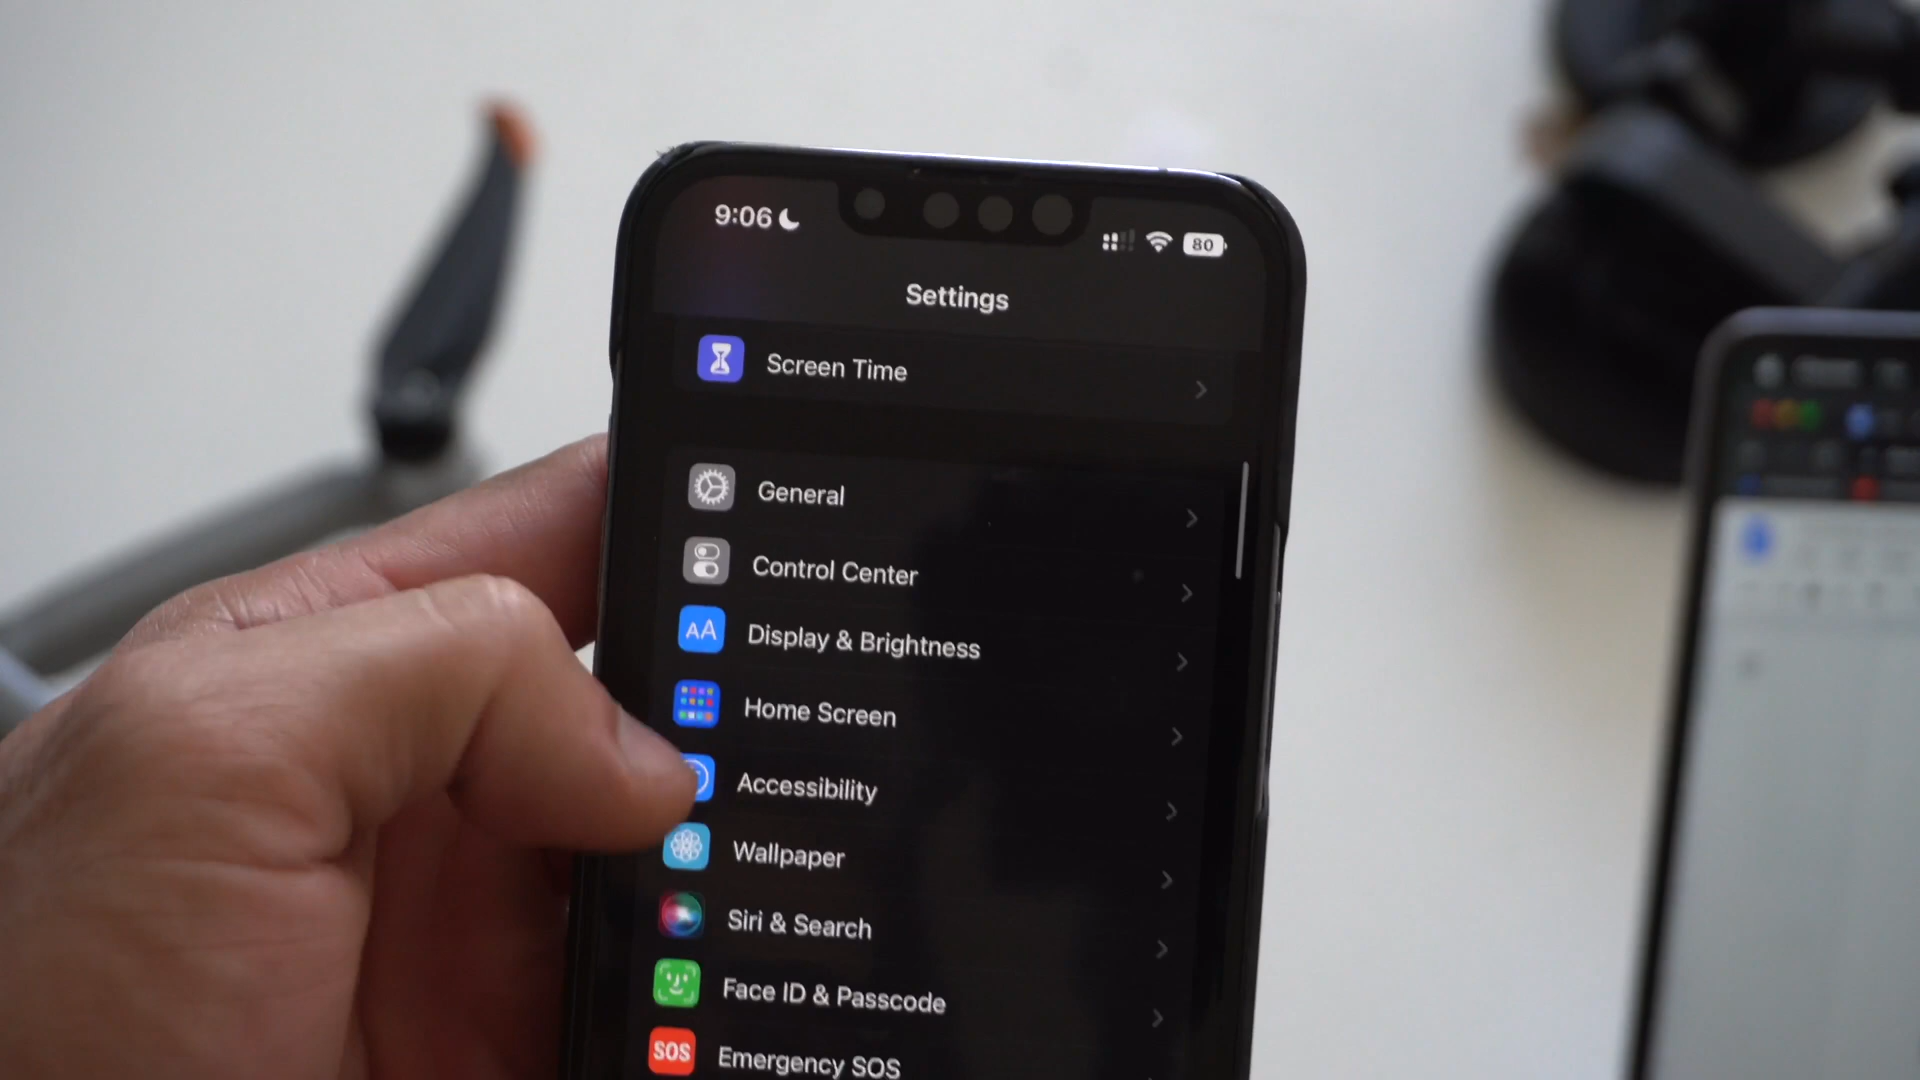 9:06
80
Settings
Screen Time
General
Control Center
AA Display & Brightness
Home Screen
Accessibility
Wallpaper
Siri & Search
Face ID & Passcode
SOS Emergency SOS